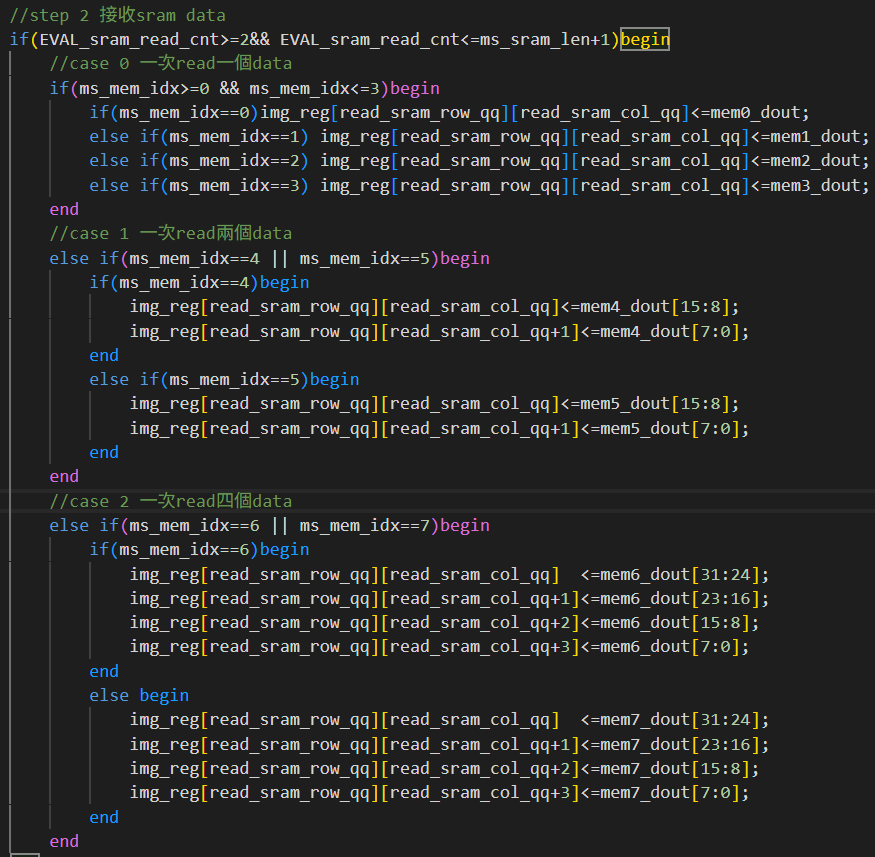 //step 2 接收sram data
if(EVAL_sram_read_cnt>=2&& EVAL_sram_read_cnt<=ms_sram_len+1)begin
    //case 0 一次read一個data
    if(ms_mem_idx>=0 && ms_mem_idx<=3)begin
        if(ms_mem_idx==0)img_reg[read_sram_row_qq][read_sram_col_qq]<=mem0_dout;
        else if(ms_mem_idx==1) img_reg[read_sram_row_qq][read_sram_col_qq]<=mem1_dout;
        else if(ms_mem_idx==2) img_reg[read_sram_row_qq][read_sram_col_qq]<=mem2_dout;
        else if(ms_mem_idx==3) img_reg[read_sram_row_qq][read_sram_col_qq]<=mem3_dout;
    end
    //case 1 一次read兩個data
    else if(ms_mem_idx==4 || ms_mem_idx==5)begin
        if(ms_mem_idx==4)begin
            img_reg[read_sram_row_qq][read_sram_col_qq]<=mem4_dout[15:8];
            img_reg[read_sram_row_qq][read_sram_col_qq+1]<=mem4_dout[7:0];
        end
        else if(ms_mem_idx==5)begin
            img_reg[read_sram_row_qq][read_sram_col_qq]<=mem5_dout[15:8];
            img_reg[read_sram_row_qq][read_sram_col_qq+1]<=mem5_dout[7:0];
        end
    end
    //case 2 一次read四個data
    else if(ms_mem_idx==6 || ms_mem_idx==7)begin
        if(ms_mem_idx==6)begin
            img_reg[read_sram_row_qq][read_sram_col_qq]  <=mem6_dout[31:24];
            img_reg[read_sram_row_qq][read_sram_col_qq+1]<=mem6_dout[23:16];
            img_reg[read_sram_row_qq][read_sram_col_qq+2]<=mem6_dout[15:8];
            img_reg[read_sram_row_qq][read_sram_col_qq+3]<=mem6_dout[7:0];
        end
        else begin
            img_reg[read_sram_row_qq][read_sram_col_qq]  <=mem7_dout[31:24];
            img_reg[read_sram_row_qq][read_sram_col_qq+1]<=mem7_dout[23:16];
            img_reg[read_sram_row_qq][read_sram_col_qq+2]<=mem7_dout[15:8];
            img_reg[read_sram_row_qq][read_sram_col_qq+3]<=mem7_dout[7:0];
        end
    end